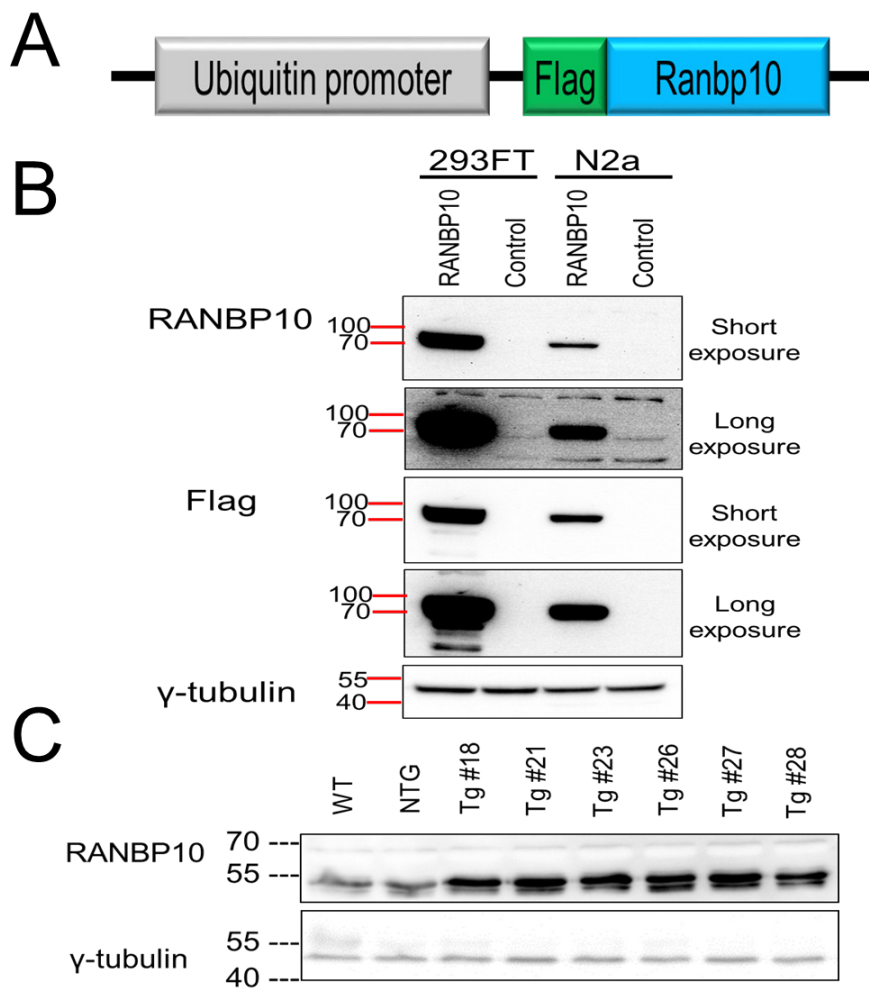 A
Ubiquitin promoter Flag Ranbp10
B
293FT N2a
RANBP10 Control RANBP10 Control
RANBP10 100 70 Short exposure
100 70 Long exposure
Flag 100 70 Short exposure
100 70 Long exposure
γ-tubulin 55 40
C
WT NTG Tg #18 Tg #21 Tg #23 Tg #26 Tg #27 Tg #28
RANBP10 70 --- 55 ---
γ-tubulin 55 --- 40 ---